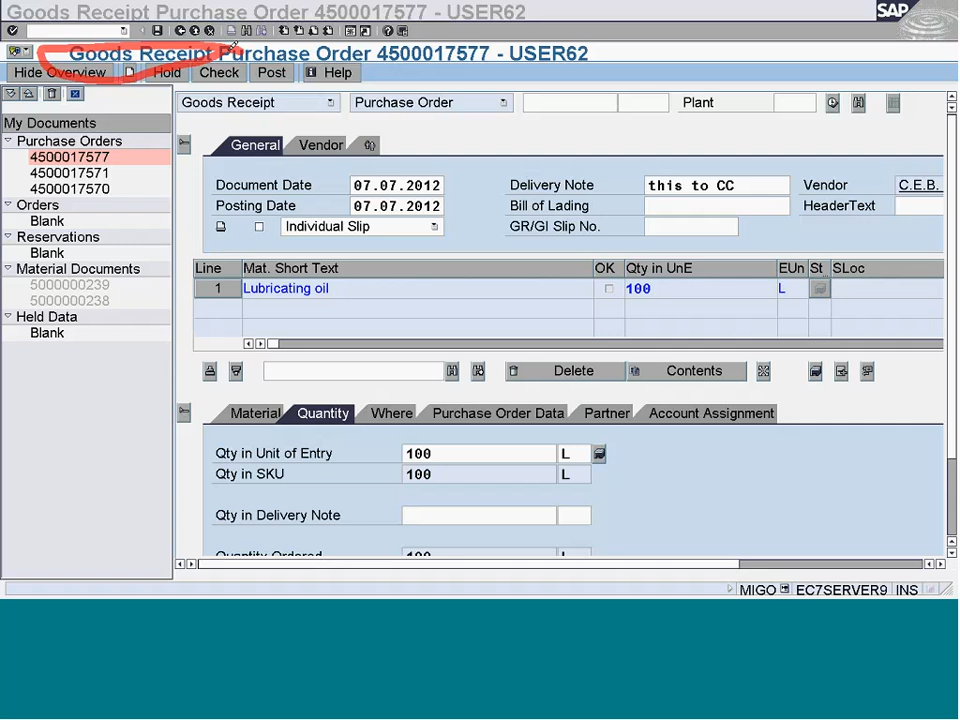 Goods Receipt Purchase Order 4500017577 - USER62
SAP
Goods Receipt Purchase Order 4500017577 - USER62
Hide Overview Hold Check Post Help
My Documents
Purchase Orders
4500017577
4500017571
4500017570
Orders
Blank
Reservations
Blank
Material Documents
5000000239
5000000238
Held Data
Blank
Goods Receipt Purchase Order Plant
General Vendor
Document Date 07.07.2012 Delivery Note this to CC Vendor C.E.B.
Posting Date 07.07.2012 Bill of Lading HeaderText
Individual Slip GR/GI Slip No.
Line Mat. Short Text OK Qty in UnE EUn St.. SLoc
1 Lubricating oil 100 L
Delete Contents
Material Quantity Where Purchase Order Data Partner Account Assignment
Qty in Unit of Entry 100 L
Qty in SKU 100 L
Qty in Delivery Note
Quantity Ordered 100 L
MIGO EC7SERVER9 INS